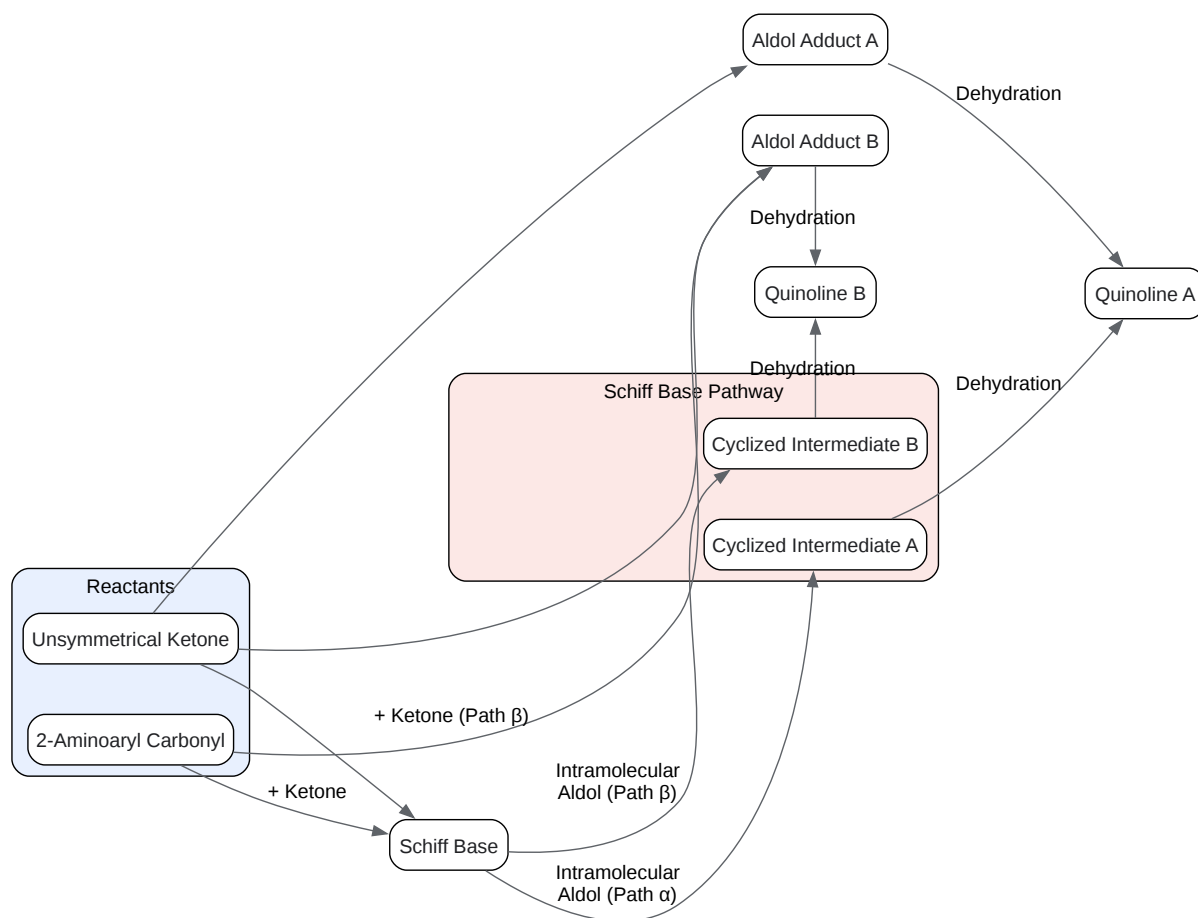 Aldol Adduct A
Dehydration
Aldol Adduct B
Dehydration
Quinoline B
Quinoline A
Dehydration
Dehydration
Schiff Base Pathway
Cyclized Intermediate B
Cyclized Intermediate A
Reactants
Unsymmetrical Ketone
+ Ketone (Path β)
2-Aminoaryl Carbonyl
+ Ketone
Intramolecular
Aldol (Path β)
Schiff Base
Intramolecular
Aldol (Path α)